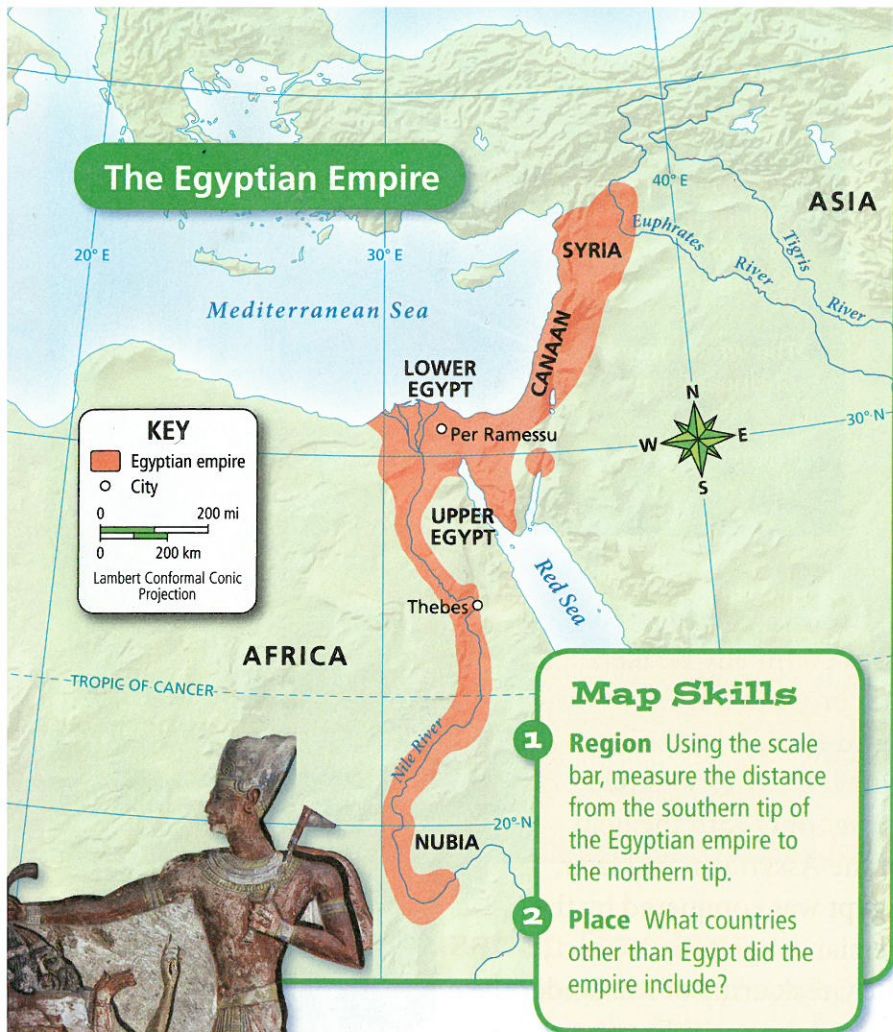 The Egyptian Empire
40° E
ASIA
20° E
30° E
SYRIA
Euphrates
River
Tigris
River
Mediterranean Sea
CANAAN
LOWER
EGYPT
Per Ramessu
N
W
E
S
30° N
KEY
Egyptian empire
City
0
200 mi
0
200 km
Lambert Conformal Conic
Projection
UPPER
EGYPT
Red Sea
Thebes
AFRICA
TROPIC OF CANCER
Nile River
20° N
NUBIA
Map Skills
1
Region Using the scale
bar, measure the distance
from the southern tip of
the Egyptian empire to
the northern tip.
2
Place What countries
other than Egypt did the
empire include?